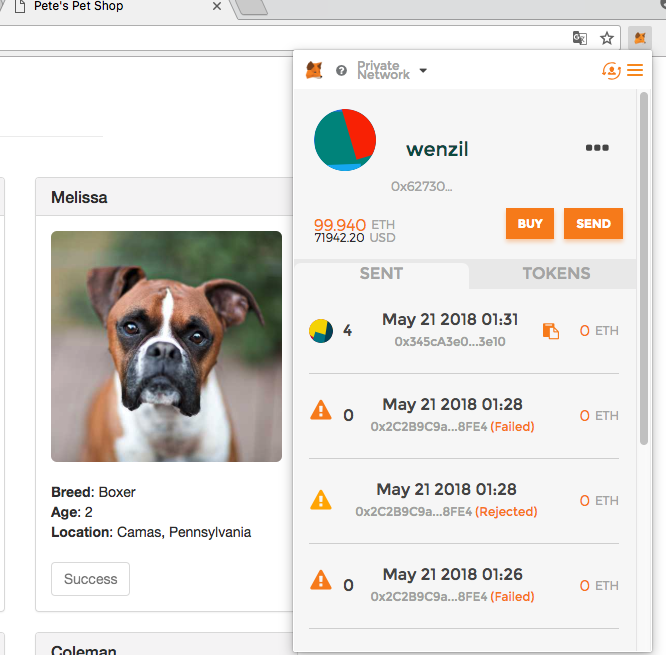 Pete's Pet Shop
Private
Network
Melissa
wenzil
0x62730...
99.940 ETH
71942.20 USD
BUY
SEND
SENT
TOKENS
4
May 21 2018 01:31
0x345cA3e0...3e10
0 ETH
0
May 21 2018 01:28
0x2C2B9C9a...8FE4 (Failed)
0 ETH
May 21 2018 01:28
0x2C2B9C9a...8FE4 (Rejected)
0 ETH
0
May 21 2018 01:26
0x2C2B9C9a...8FE4 (Failed)
0 ETH
Breed: Boxer
Age: 2
Location: Camas, Pennsylvania
Success
Coleman